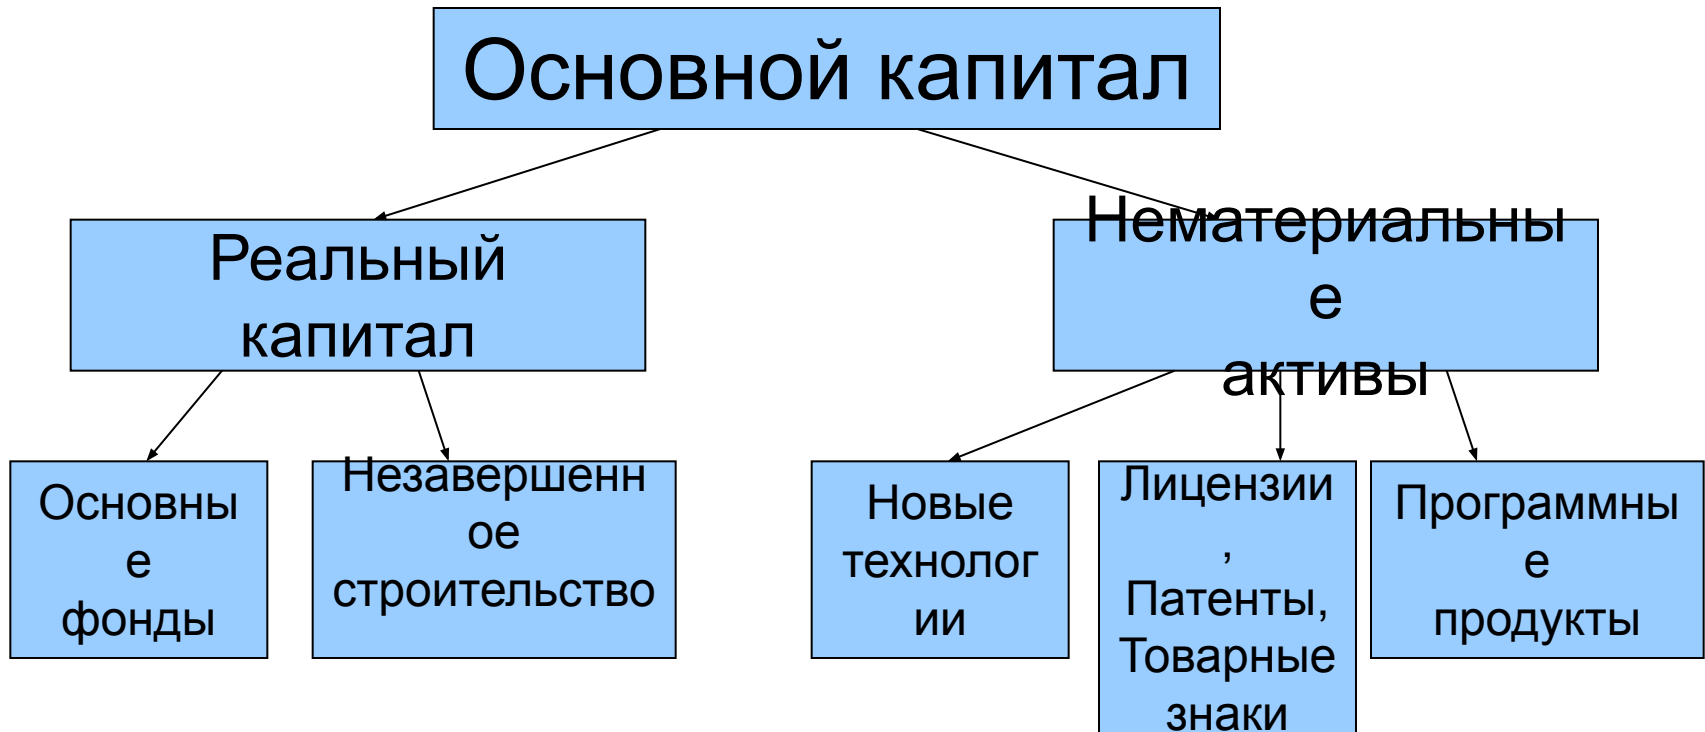 Основной капитал
Реальный
капитал
Нематериальны
е
активы
Основны
е
фонды
Незавершенн
ое
строительство
Новые
технолог
ии
Лицензии
,
Патенты,
Товарные
знаки
Программны
е
продукты